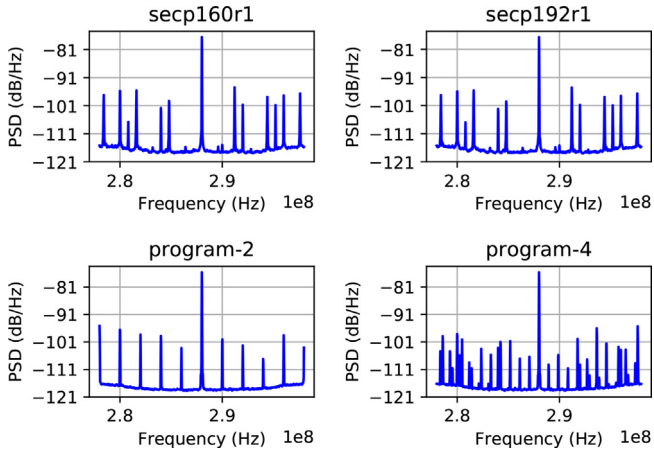 secp160r1
PSD (dB/Hz)
−81
−91
−101
−111
−121
2.8
2.9
Frequency (Hz)
1e8
secp192r1
PSD (dB/Hz)
−81
−91
−101
−111
−121
2.8
2.9
Frequency (Hz)
1e8
program-2
PSD (dB/Hz)
−81
−91
−101
−111
−121
2.8
2.9
Frequency (Hz)
1e8
program-4
PSD (dB/Hz)
−81
−91
−101
−111
−121
2.8
2.9
Frequency (Hz)
1e8